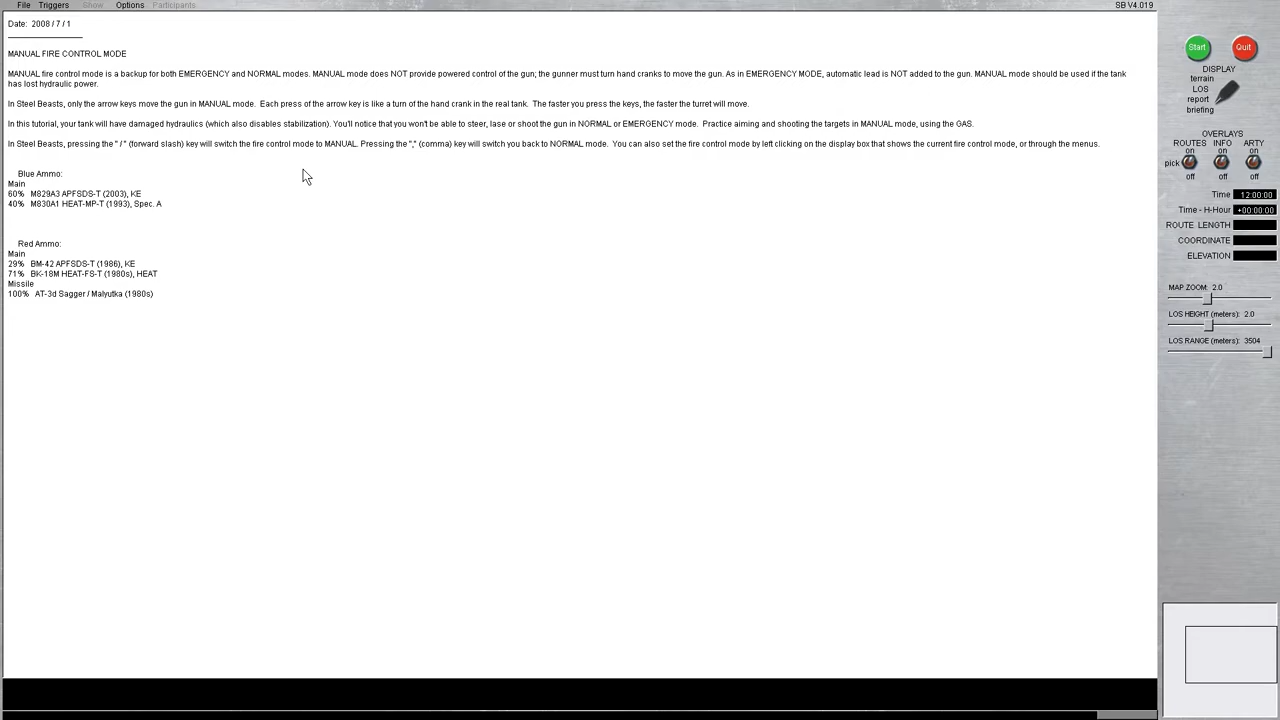 File Triggers Show Options Participants SB V4.019
Date: 2008 / 7 / 1
MANUAL FIRE CONTROL MODE
MANUAL fire control mode is a backup for both EMERGENCY and NORMAL modes. MANUAL mode does NOT provide powered control of the gun; the gunner must turn hand cranks to move the gun. As in EMERGENCY MODE, automatic lead is NOT added to the gun. MANUAL mode should be used if the tank
has lost hydraulic power.
In Steel Beasts, only the arrow keys move the gun in MANUAL mode. Each press of the arrow key is like a turn of the hand crank in the real tank. The faster you press the keys, the faster the turret will move.
In this tutorial, your tank will have damaged hydraulics (which also disables stabilization). You'll notice that you won't be able to steer, lase or shoot the gun in NORMAL or EMERGENCY mode. Practice aiming and shooting the targets in MANUAL mode, using the GAS.
In Steel Beasts, pressing the " / " (forward slash) key will switch the fire control mode to MANUAL. Pressing the "," (comma) key will switch you back to NORMAL mode. You can also set the fire control mode by left clicking on the display box that shows the current fire control mode, or through the menus.
Blue Ammo:
Main
60% M829A3 APFSDS-T (2003), KE
40% M830A1 HEAT-MP-T (1993), Spec. A
Red Ammo:
Main
29% BM-42 APFSDS-T (1986), KE
71% BK-18M HEAT-FS-T (1980s), HEAT
Missile
100% AT-3d Sagger / Malyutka (1980s)
Start Quit
DISPLAY
terrain
LOS
report
briefing
OVERLAYS
ROUTES INFO ARTY
on on on
pick
off off off
Time 12:00:00
Time - H-Hour +00:00:00
ROUTE LENGTH
COORDINATE
ELEVATION
MAP ZOOM: 2.0
LOS HEIGHT (meters): 2.0
LOS RANGE (meters): 3504